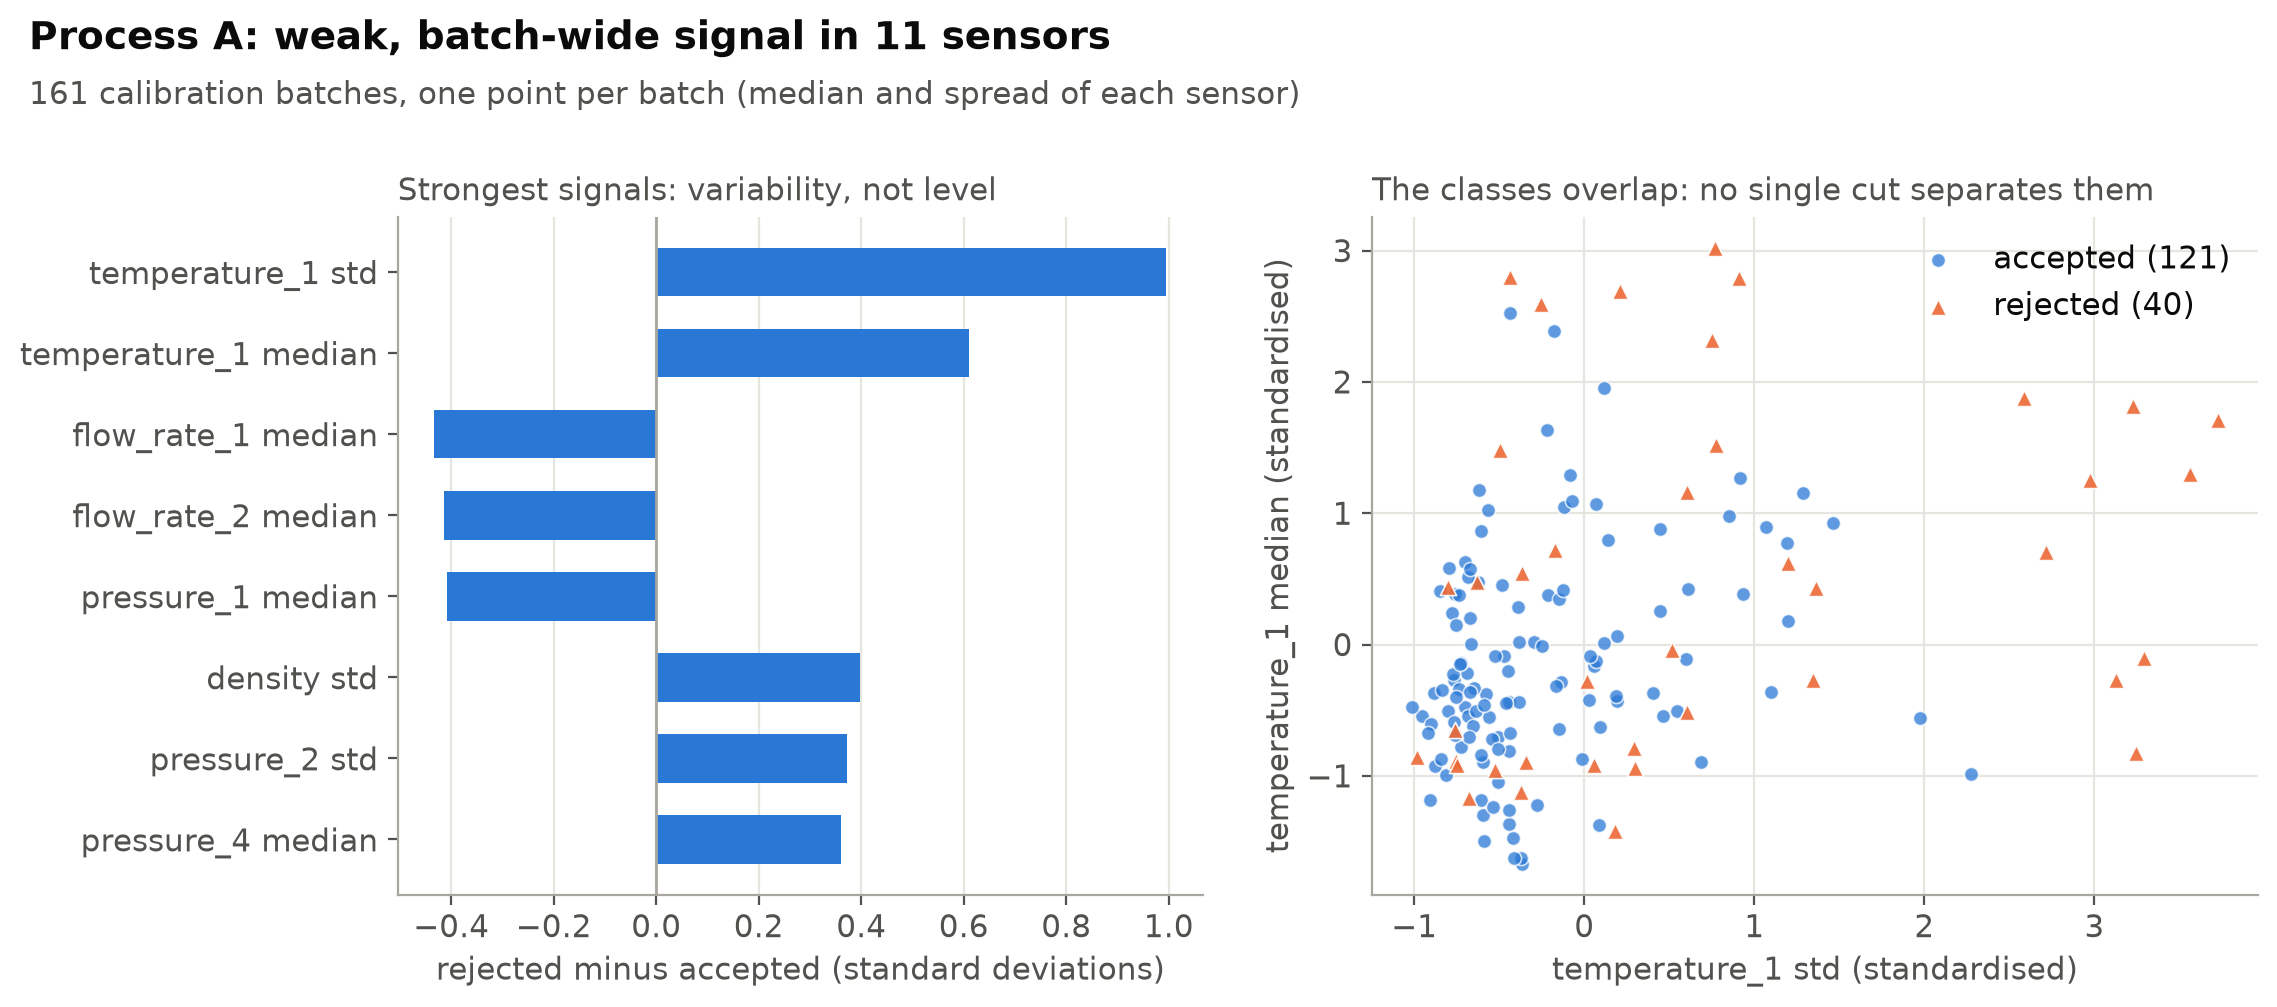 Process A: weak, batch-wide signal in 11 sensors
161 calibration batches, one point per batch (median and spread of each sensor)
Strongest signals: variability, not level
temperature_1 std
temperature_1 median
flow_rate_1 median
flow_rate_2 median
pressure_1 median
density std
pressure_2 std
pressure_4 median
−0.4 −0.2 0.0 0.2 0.4 0.6 0.8 1.0
rejected minus accepted (standard deviations)
The classes overlap: no single cut separates them
accepted (121)
rejected (40)
temperature_1 median (standardised)
3
2
1
0
−1
−1 0 1 2 3
temperature_1 std (standardised)